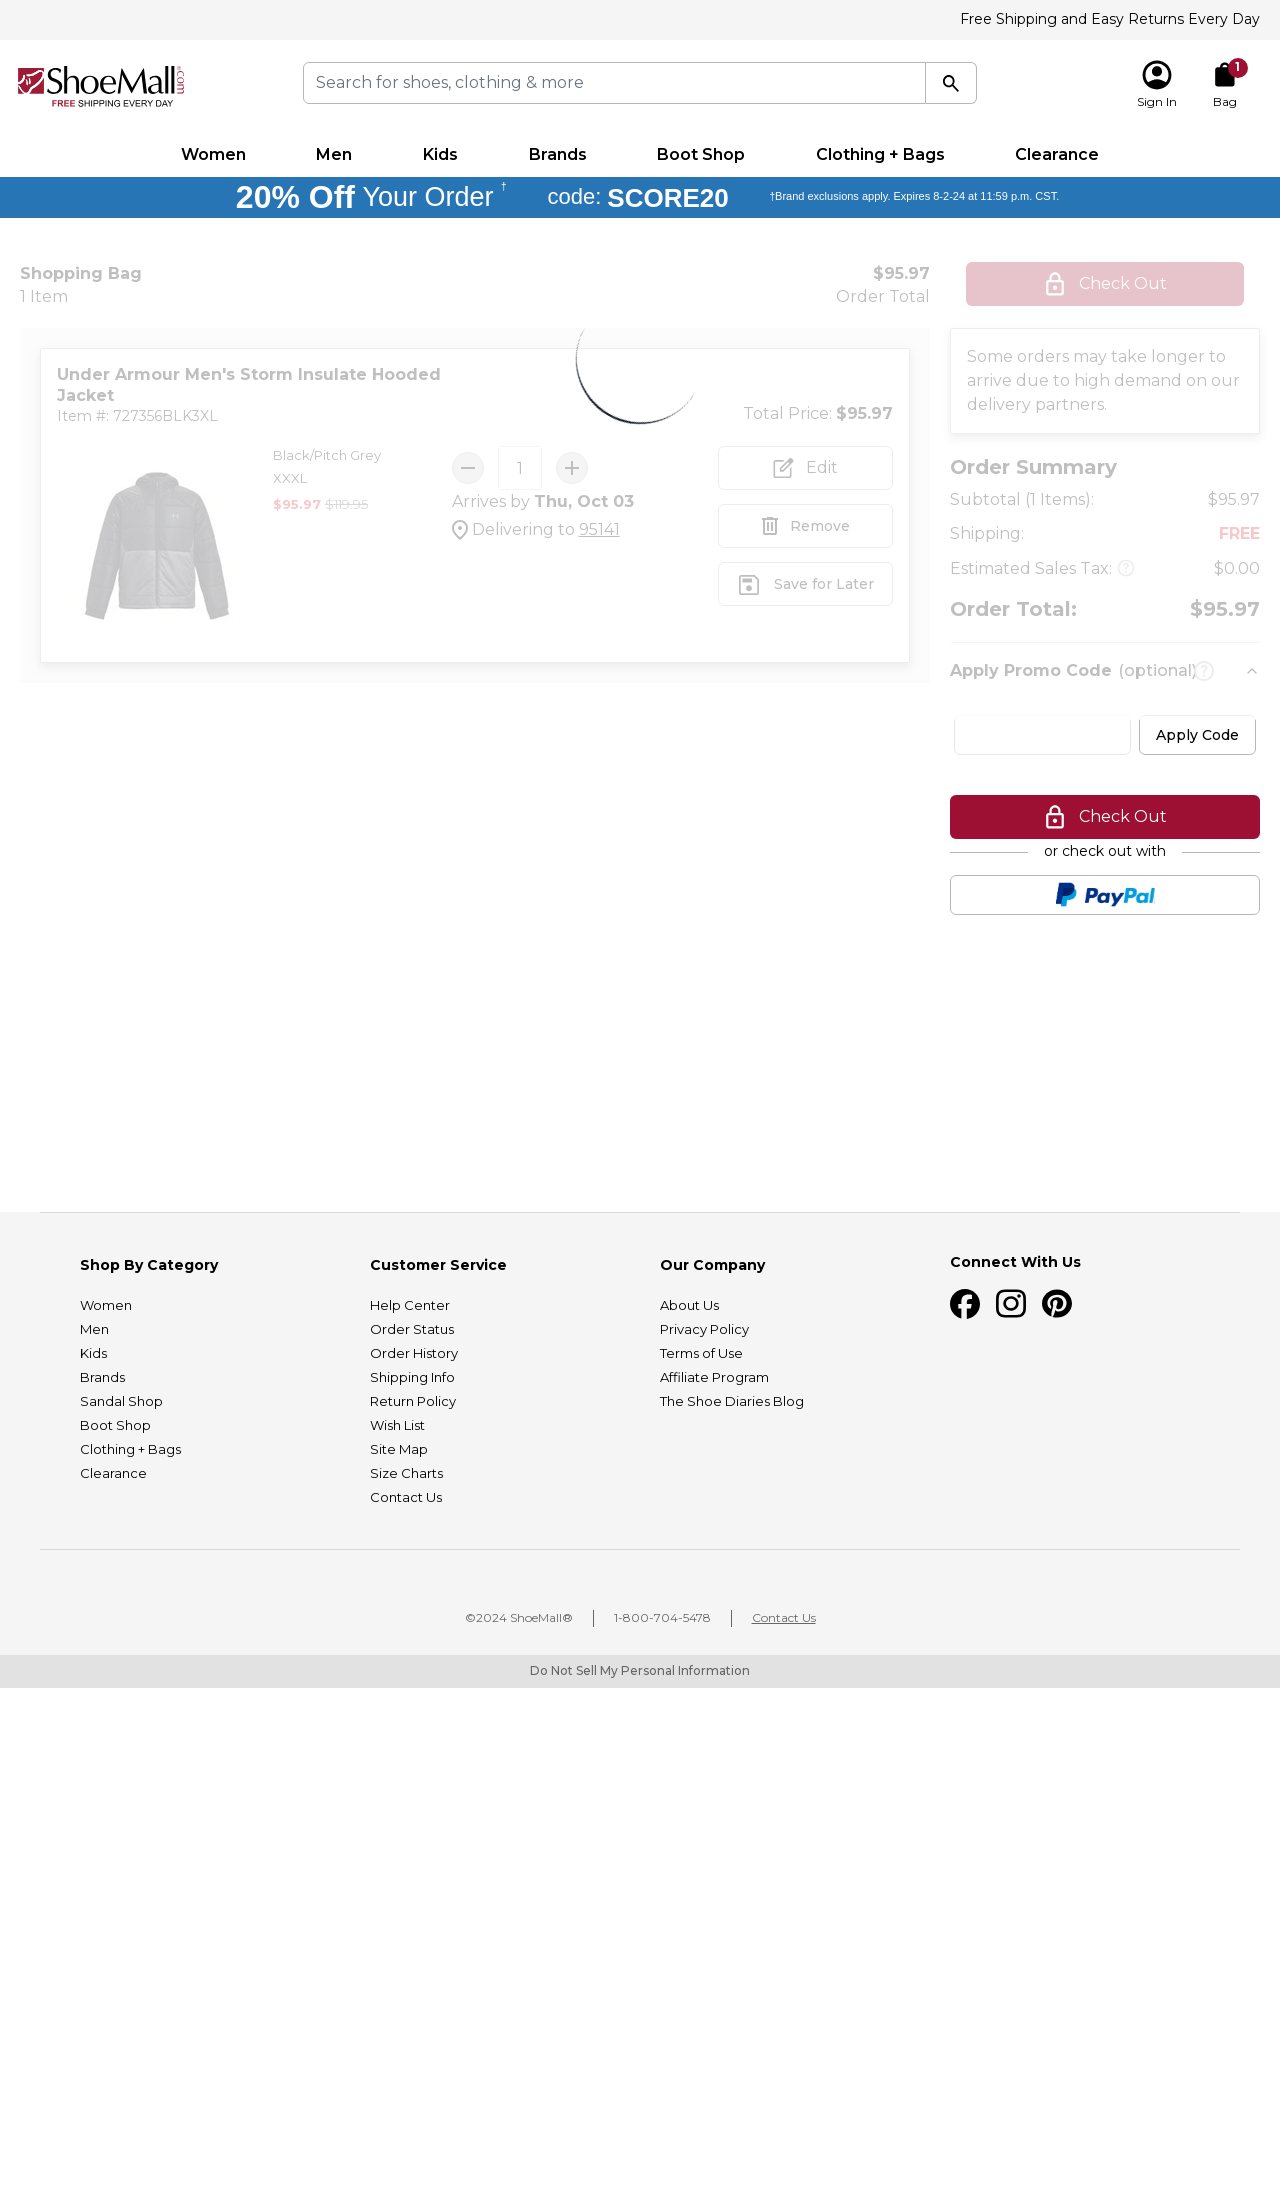 Free Shipping and Easy Returns Every Day
ShoeMall®.com
FREE SHIPPING EVERY DAY
Search for shoes, clothing & more
Sign In
1
Bag
Women Men Kids Brands Boot Shop Clothing + Bags Clearance
20% Off Your Order † code: SCORE20 †Brand exclusions apply. Expires 8-2-24 at 11:59 p.m. CST.
Shopping Bag
1 Item
$95.97
Order Total
Check Out
Under Armour Men's Storm Insulate Hooded
Jacket
Item #: 727356BLK3XL
Total Price: $95.97
Black/Pitch Grey
XXXL
$95.97 $119.95
1
Arrives by Thu, Oct 03
Delivering to 95141
Edit
Remove
Save for Later
Some orders may take longer to
arrive due to high demand on our
delivery partners.
Order Summary
Subtotal (1 Items): $95.97
Shipping: FREE
Estimated Sales Tax: ? $0.00
Order Total: $95.97
Apply Promo Code (optional) ?
Apply Code
Check Out
or check out with
PayPal
Shop By Category
Women
Men
Kids
Brands
Sandal Shop
Boot Shop
Clothing + Bags
Clearance
Customer Service
Help Center
Order Status
Order History
Shipping Info
Return Policy
Wish List
Site Map
Size Charts
Contact Us
Our Company
About Us
Privacy Policy
Terms of Use
Affiliate Program
The Shoe Diaries Blog
Connect With Us
©2024 ShoeMall® 1-800-704-5478 Contact Us
Do Not Sell My Personal Information